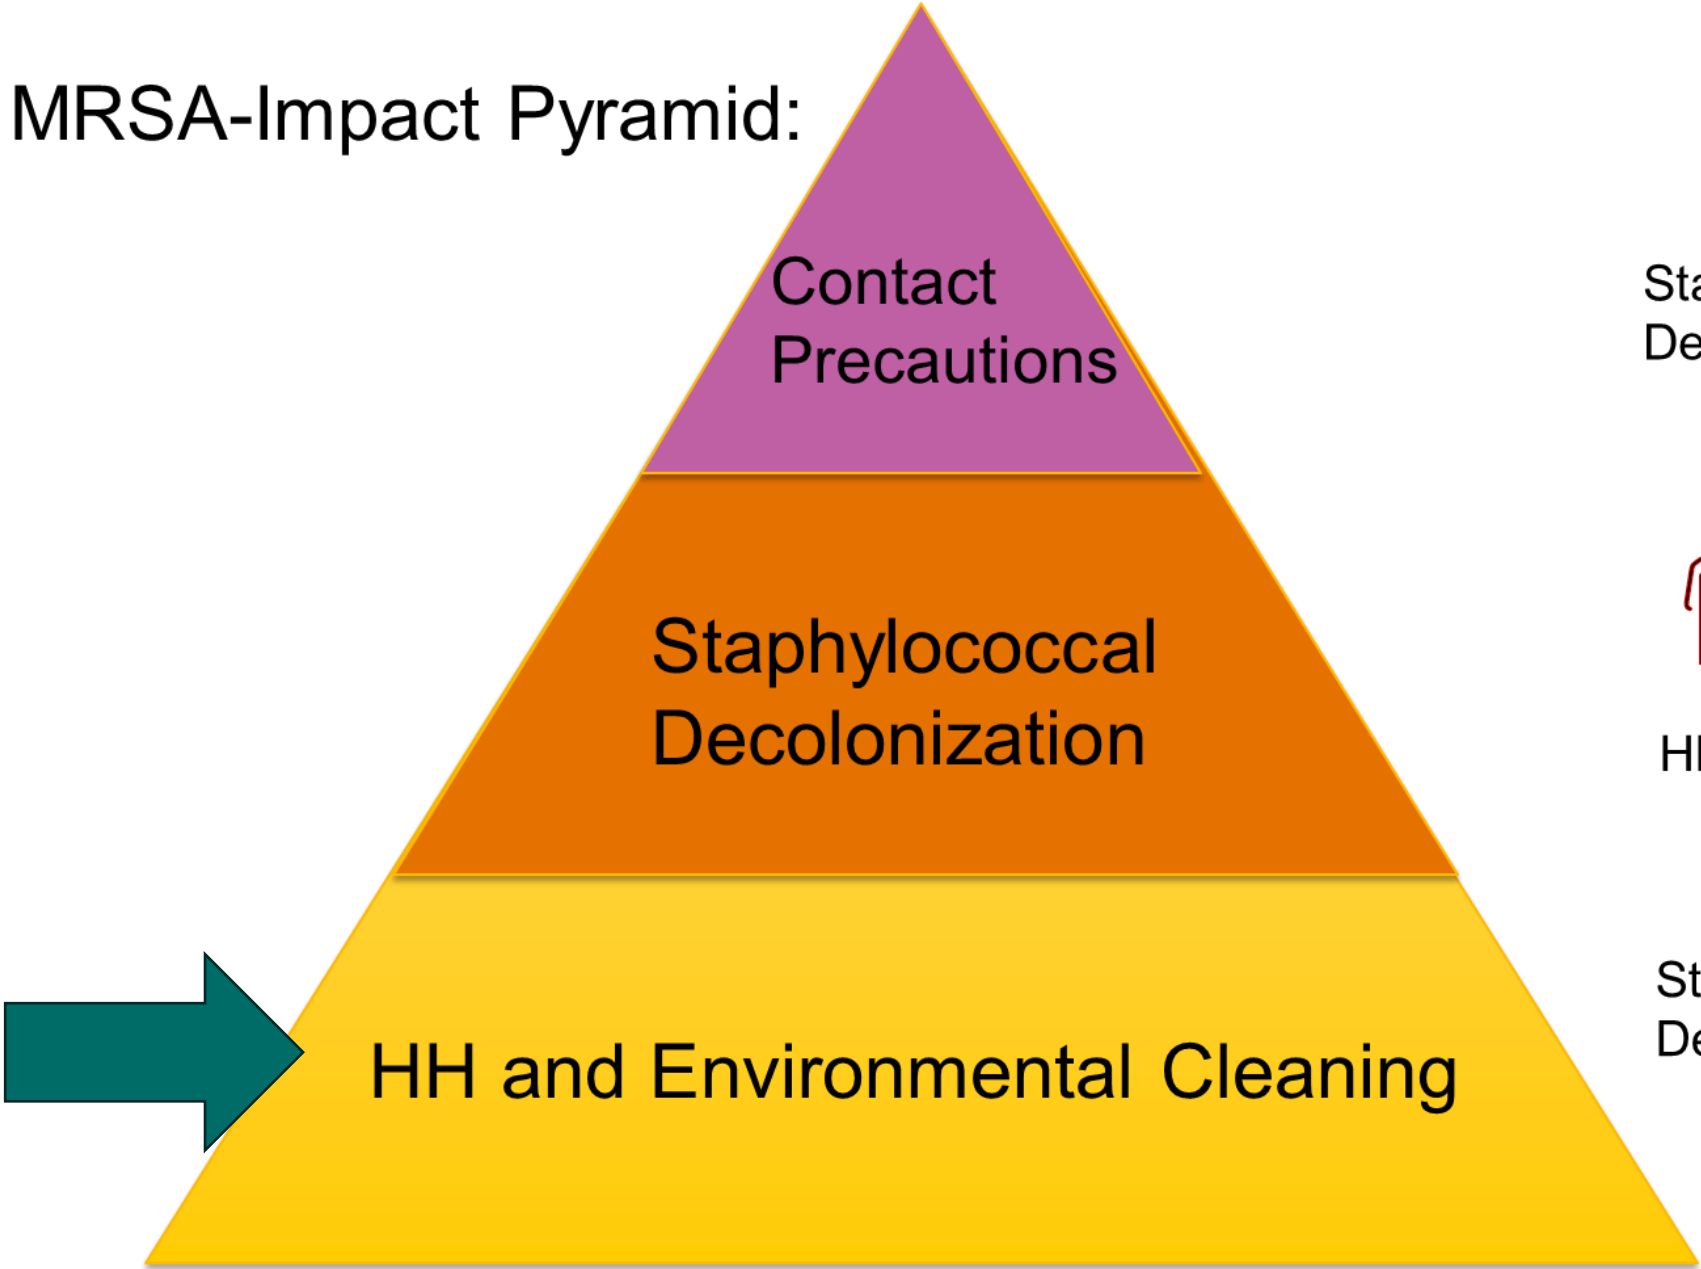 MRSA-Impact Pyramid:
Contact
Precautions
Staphylococcal
Decolonization
HH and Environmental Cleaning